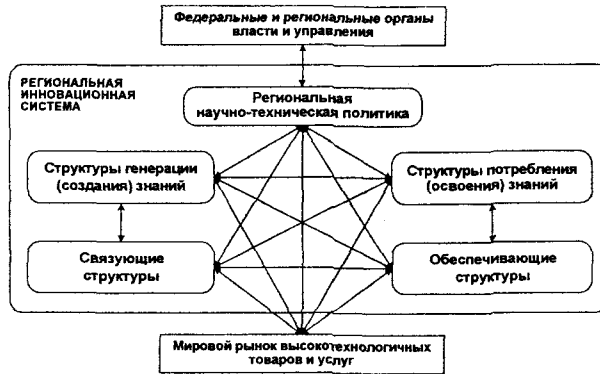 Федеральные и региональные органы
власти и управления
РЕГИОНАЛЬНАЯ
ИННОВАЦИОННАЯ
СИСТЕМА
Региональная
научно-техническая политика
Структуры генерации
(создания) знаний
Структуры потребления
(освоения) знаний
Связующие
структуры
Обеспечивающие
структуры
Мировой рынок высокотехнологичных
товаров и услуг